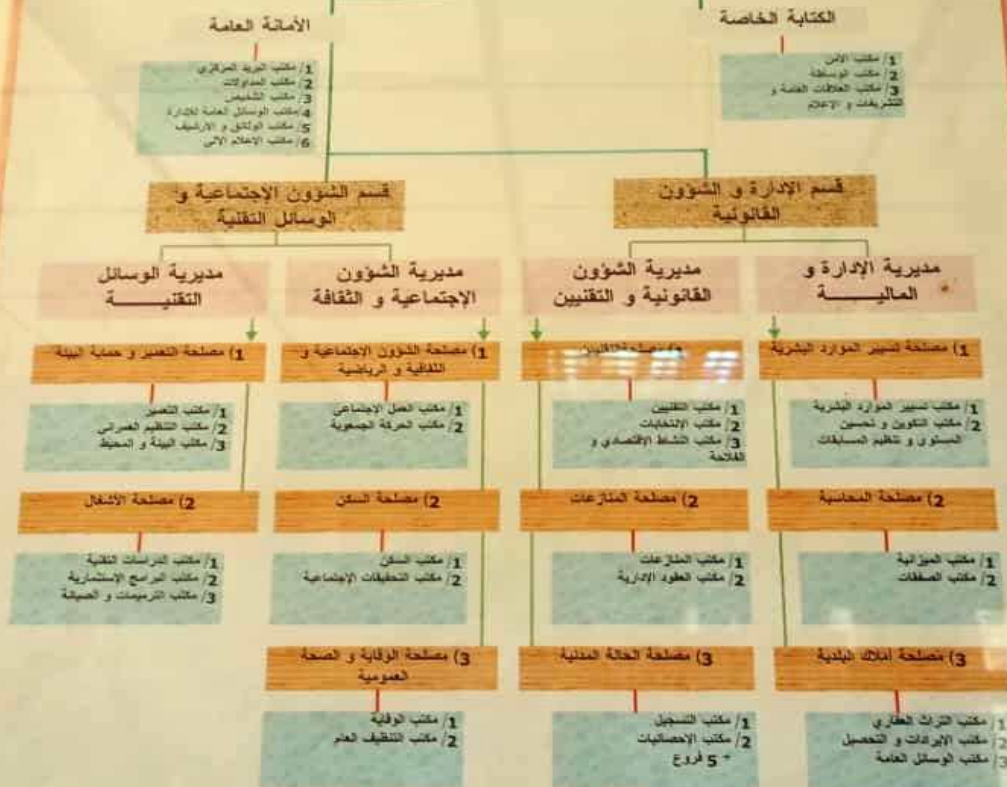 الكتابة الخاصة
1/ مكتب الأمن
2/ مكتب الوساطة
3/ مكتب العلاقات العامة و
التشريفات و الإعلام
الأمانة العامة
1/ مكتب البريد المركزي
2/ مكتب المداولات
3/ مكتب الشخيص
4/ مكتب الوسائل العامة للإدارة
5/ مكتب الوثائق و الارشيف
6/ مكتب الإعلام الآلي
قسم الإدارة و الشؤون
القانونية
قسم الشؤون الإجتماعية و
الوسائل التقنية
مديرية الإدارة و
الماليـــــــة
مديرية الشؤون
القانونية و التقنيين
مديرية الشؤون
الإجتماعية و الثقافة
مديرية الوسائل
التقنيـــــــة
1) مصلحة تسيير الموارد البشرية
1/ مكتب تسيير الموارد البشرية
2/ مكتب التكوين و تحسين
المستوى و تنظيم المسابقات
2) مصلحة المحاسبة
1/ مكتب الميزانية
2/ مكتب الصفقات
3) مصلحة أملاك البلدية
1/ مكتب التراث العقاري
2/ مكتب الإيرادات و التحصيل
3/ مكتب الوسائل العامة
مصلحة التقنيين
1/ مكتب التقنيين
2/ مكتب الإنتخابات
3/ مكتب النشاط الإقتصادي و
الفلاحة
2) مصلحة المنازعات
1/ مكتب المنازعات
2/ مكتب العقود الإدارية
3) مصلحة الحالة المدنية
1/ مكتب التسجيل
2/ مكتب الإحصائيات
+ 5 فروع
1) مصلحة الشؤون الإجتماعية و
الثقافية و الرياضية
1/ مكتب العمل الإجتماعي
2/ مكتب الحركة الجمعوية
2) مصلحة السكن
1/ مكتب السكن
2/ مكتب التحقيقات الإجتماعية
3) مصلحة الوقاية و الصحة
العمومية
1/ مكتب الوقاية
2/ مكتب التنظيف العام
1) مصلحة التعمير و حماية البيئة
1/ مكتب التعمير
2/ مكتب التنظيم العمراني
3/ مكتب البيئة و المحيط
2) مصلحة الأشغال
1/ مكتب الدراسات التقنية
2/ مكتب البرامج الإستثمارية
3/ مكتب الترميمات و الصيانة